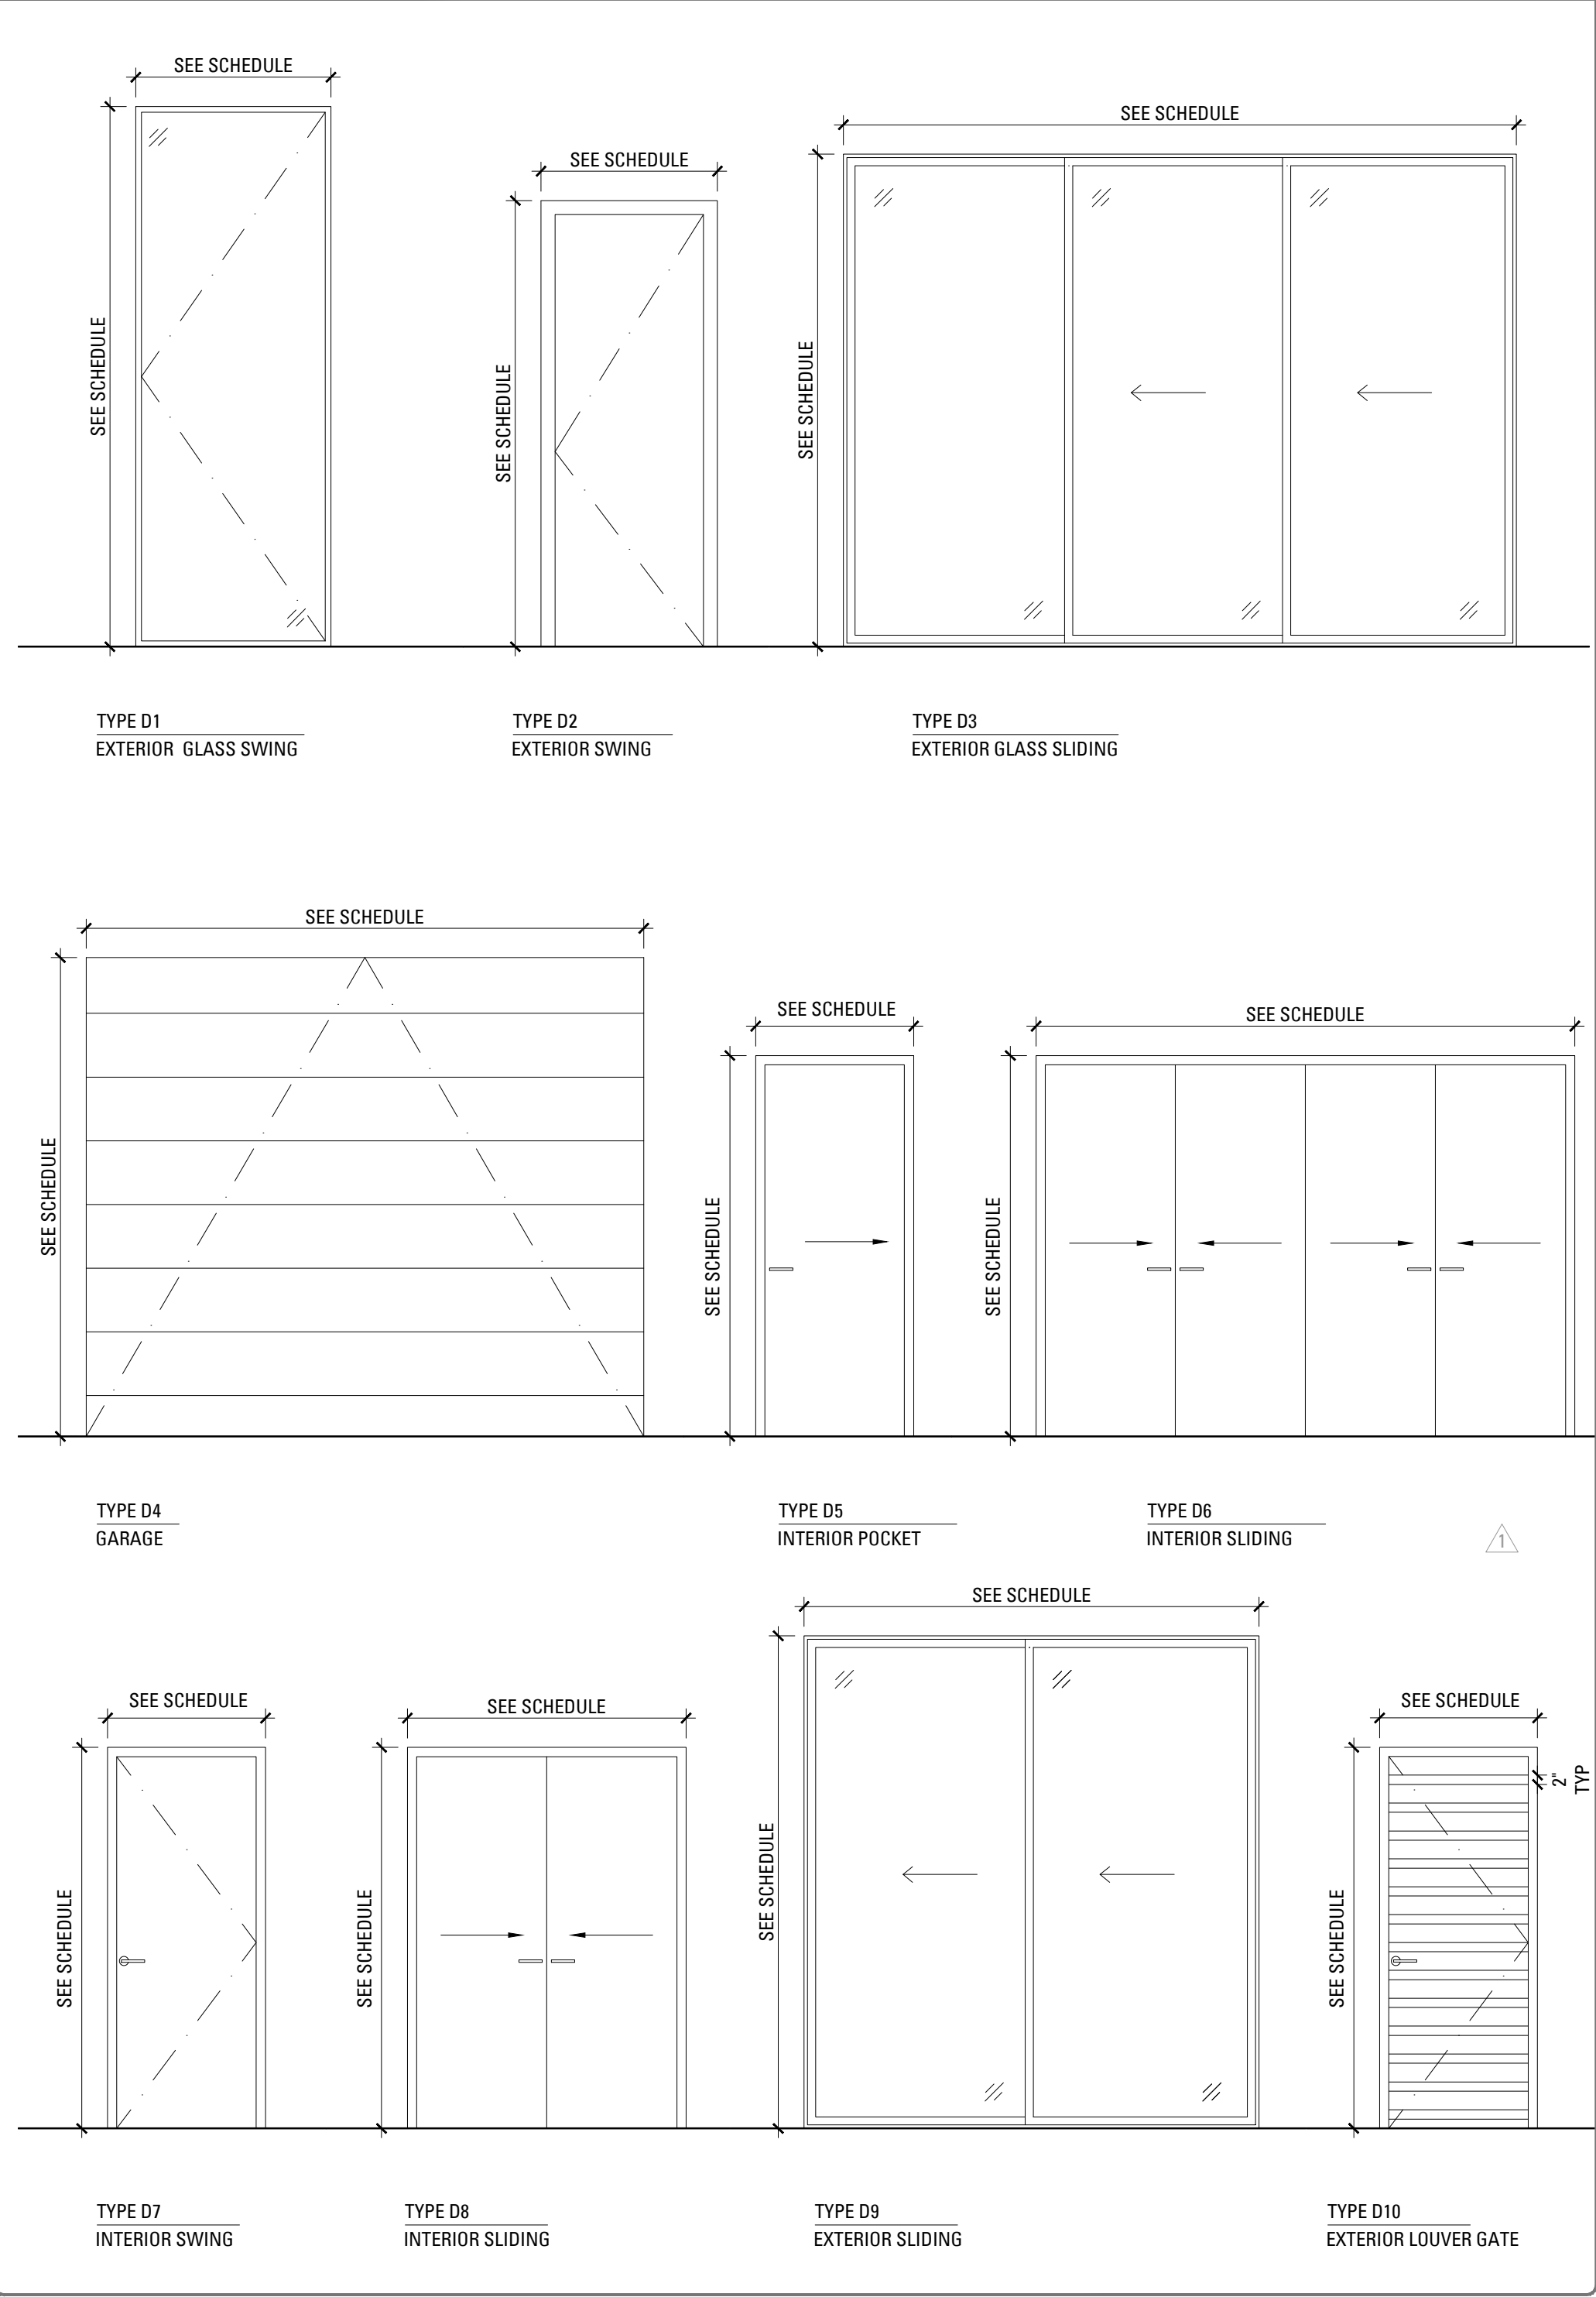 SEE SCHEDULE
SEE SCHEDULE
SEE SCHEDULE
SEE SCHEDULE
SEE SCHEDULE
SEE SCHEDULE
TYPE D1
EXTERIOR GLASS SWING
TYPE D2
EXTERIOR SWING
TYPE D3
EXTERIOR GLASS SLIDING
SEE SCHEDULE
SEE SCHEDULE
SEE SCHEDULE
SEE SCHEDULE
SEE SCHEDULE
SEE SCHEDULE
TYPE D4
GARAGE
TYPE D5
INTERIOR POCKET
TYPE D6
INTERIOR SLIDING
1
SEE SCHEDULE
SEE SCHEDULE
SEE SCHEDULE
SEE SCHEDULE
SEE SCHEDULE
SEE SCHEDULE
SEE SCHEDULE
SEE SCHEDULE
2"
TYP
TYPE D7
INTERIOR SWING
TYPE D8
INTERIOR SLIDING
TYPE D9
EXTERIOR SLIDING
TYPE D10
EXTERIOR LOUVER GATE